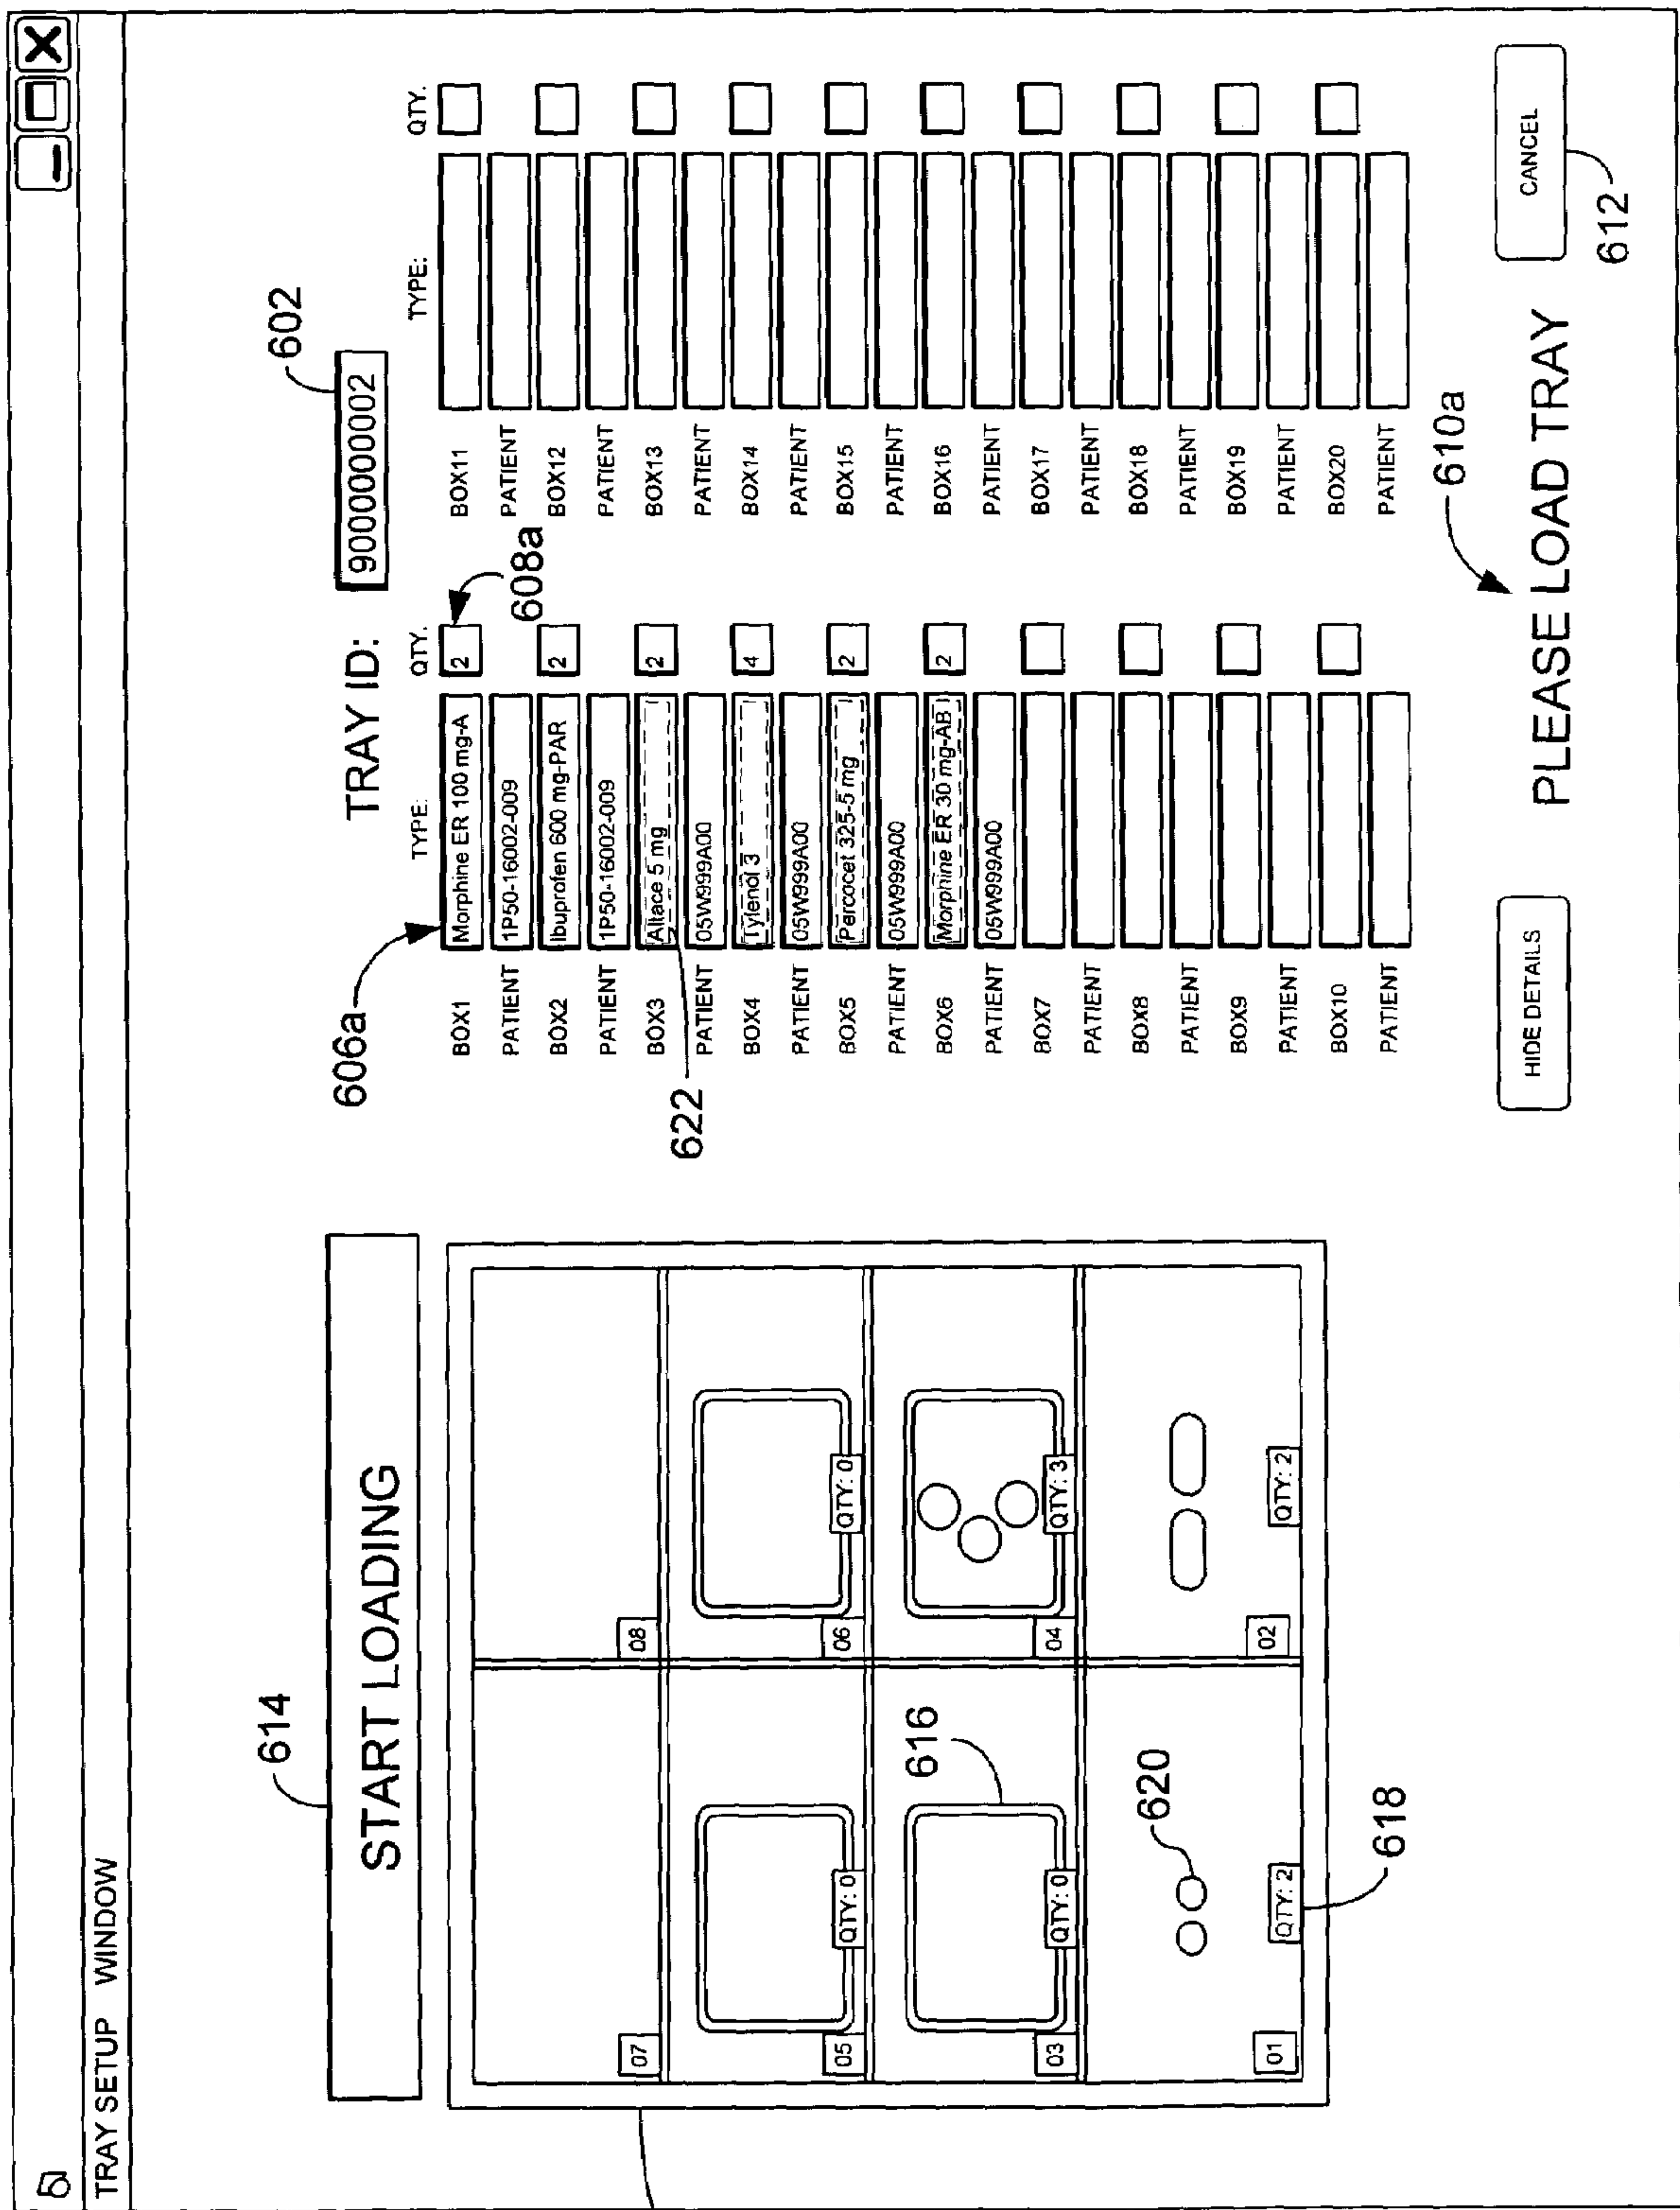 TRAY SETUP WINDOW
614
START LOADING
07
08
05
QTY: 0
06
QTY: 0
616
03
QTY: 0
04
QTY: 3
620
01
QTY: 2
02
QTY: 2
618
TRAY ID: 900000002
602
606a
TYPE: QTY.
608a
BOX1 Morphine ER 100 mg-A 2
PATIENT 1P50-16002-009
BOX2 Ibuprofen 600 mg-PAR 2
PATIENT 1P50-16002-009
BOX3 Altace 5 mg 2
622
PATIENT 05W999A00
BOX4 Tylenol 3 4
PATIENT 05W999A00
BOX5 Percocet 325-5 mg 2
PATIENT 05W999A00
BOX6 Morphine ER 30 mg-AB 2
PATIENT 05W999A00
BOX7
PATIENT
BOX8
PATIENT
BOX9
PATIENT
BOX10
PATIENT
TYPE: QTY.
BOX11
PATIENT
BOX12
PATIENT
BOX13
PATIENT
BOX14
PATIENT
BOX15
PATIENT
BOX16
PATIENT
BOX17
PATIENT
BOX18
PATIENT
BOX19
PATIENT
BOX20
PATIENT
610a
HIDE DETAILS
PLEASE LOAD TRAY
CANCEL
612